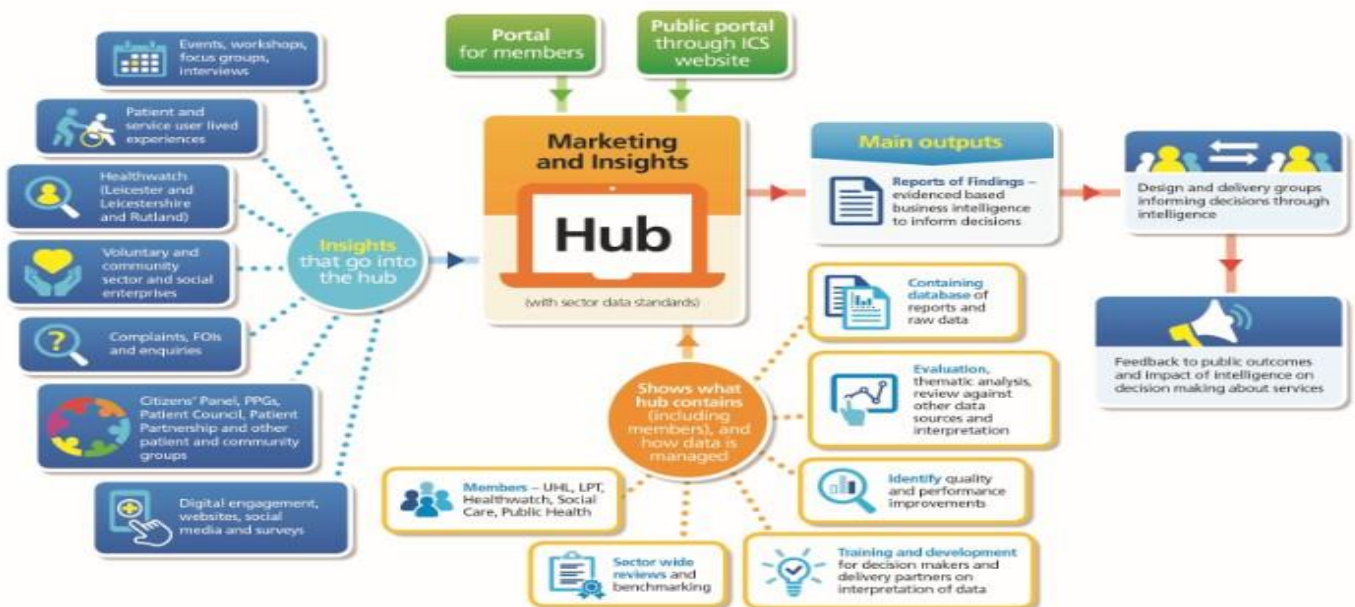 Events, workshops,
focus groups,
interviews
Patient and
service user lived
experiences
Healthwatch
(Leicester and
Leicestershire
and Rutland)
Voluntary and
community
sector and social
enterprises
Complaints, FOIs
and enquiries
Citizens' Panel, PPGs,
Patient Council, Patient
Partnership and other
patient and community
groups
Digital engagement,
websites, social
media and surveys
Insights
that go into
the hub
Portal
for members
Public portal
through ICS
website
Marketing
and Insights
Hub
(with sector data standards)
Main outputs
Reports of Findings –
evidenced based
business intelligence
to inform decisions
Design and delivery groups
informing decisions through
intelligence
Feedback to public outcomes
and impact of intelligence on
decision making about services
Shows what
hub contains
(including
members), and
how data is
managed
Containing
database of
reports and
raw data
Evaluation,
thematic analysis,
review against
other data
sources and
interpretation
Identify quality
and performance
improvements
Training and development
for decision makers and
delivery partners on
interpretation of data
Sector wide
reviews and
benchmarking
Members – UHL, LPT,
Healthwatch, Social
Care, Public Health